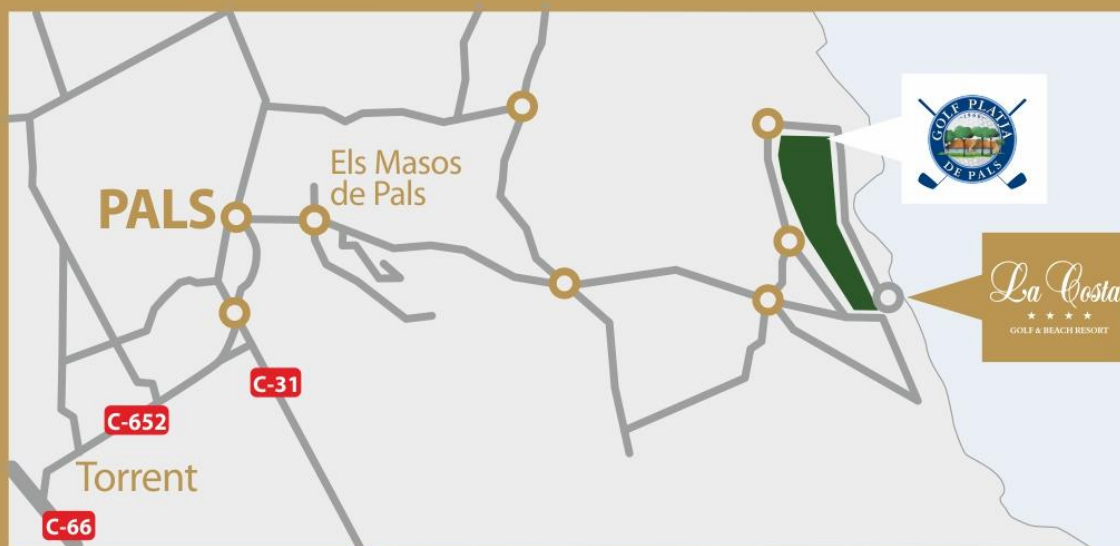 GOLF PLATJA
DE PALS
Els Masos
de Pals
PALS
La Costa
★ ★ ★ ★
GOLF & BEACH RESORT
C-31
C-652
Torrent
C-66